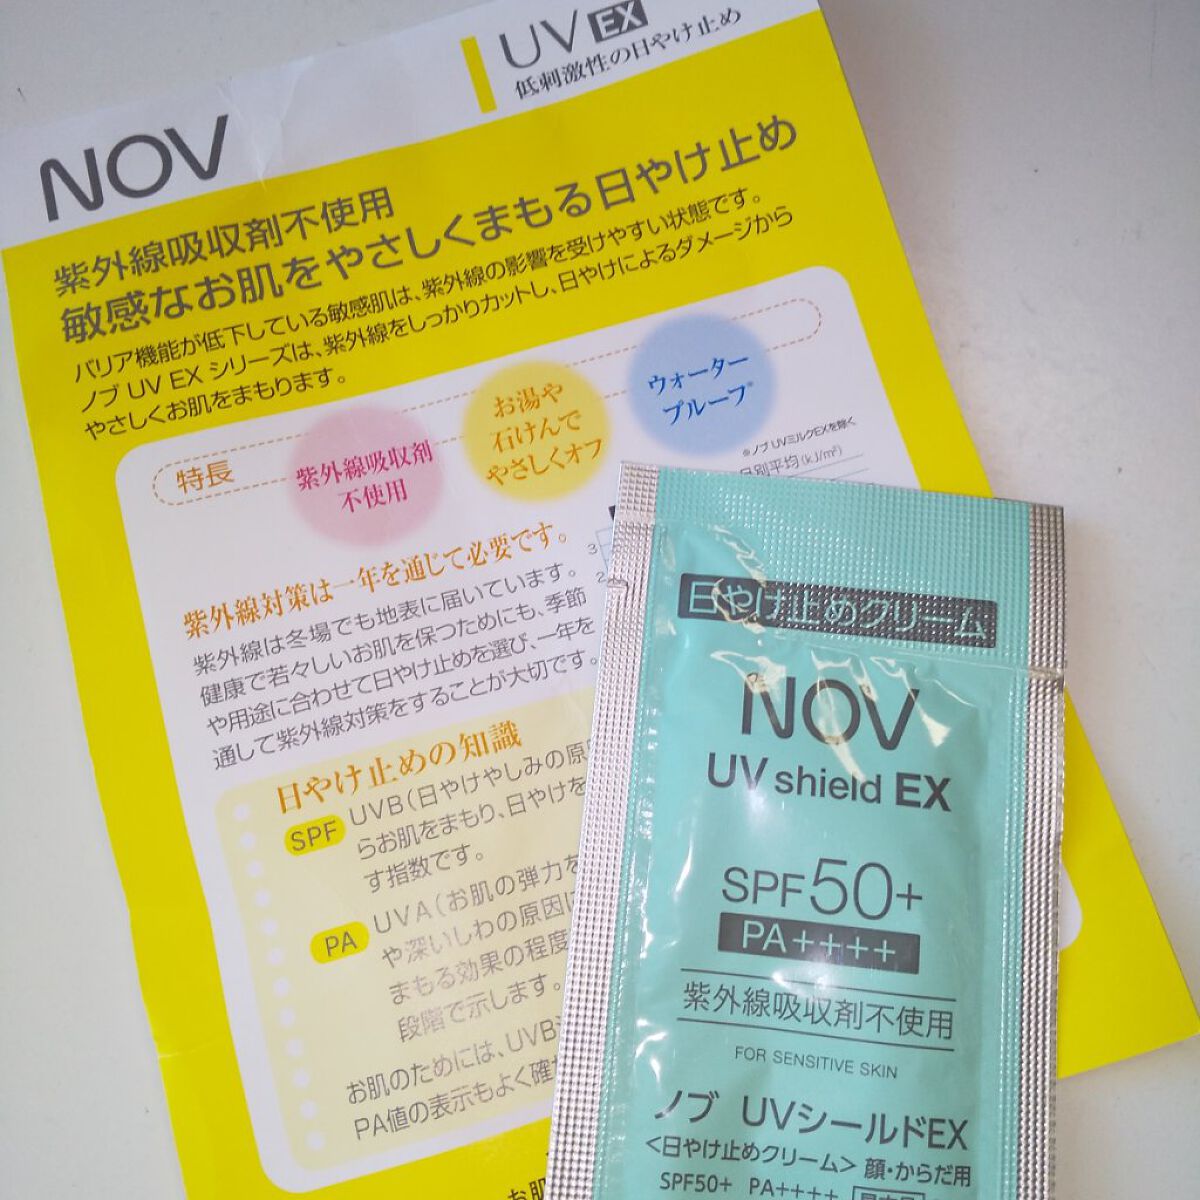 NOV
UV EX
低刺激性の日やけ止め
紫外線吸収剤不使用
敏感なお肌をやさしくまもる日やけ止め
バリア機能が低下している敏感肌は、紫外線の影響を受けやすい状態です。
ノブ UV EX シリーズは、紫外線をしっかりカットし、日やけによるダメージから
やさしくお肌をまもります。
特長
紫外線吸収剤
不使用
お湯や
石けんで
やさしくオフ
ウォーター
プルーフ※
※ノブ UVミルクEXを除く
月別平均(kJ/m²)
3
2
紫外線対策は一年を通じて必要です。
紫外線は冬場でも地表に届いています。
健康で若々しいお肌を保つためにも、季節
や用途に合わせて日やけ止めを選び、一年を
通して紫外線対策をすることが大切です。
日やけ止めの知識
SPF
UVB(日やけやしみの原
らお肌をまもり、日やけを
す指数です。
PA
UVA(お肌の弾力を
や深いしわの原因
まもる効果の程度
段階で示します。
お肌のためには、UVB
PA値の表示もよく確
お肌
日やけ止めクリーム
NOV
UV shield EX
SPF50+
PA++++
紫外線吸収剤不使用
FOR SENSITIVE SKIN
ノブ UVシールドEX
<日やけ止めクリーム> 顔・からだ用
SPF50+ PA++++